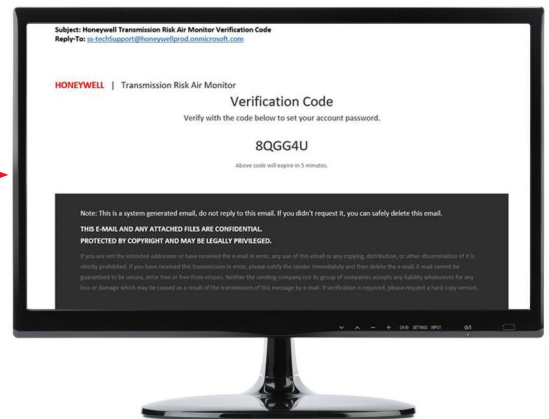 Subject: Honeywell Transmission Risk Air Monitor Verification Code
Reply-To: ss-techSupport@honeywellprod.onmicrosoft.com
HONEYWELL | Transmission Risk Air Monitor
Verification Code
Verify with the code below to set your account password.
8QGG4U
Above code will expire in 5 minutes.
Note: This is a system generated email, do not reply to this email. If you didn't request it, you can safely delete this email.
THIS E-MAIL AND ANY ATTACHED FILES ARE CONFIDENTIAL.
PROTECTED BY COPYRIGHT AND MAY BE LEGALLY PRIVILEGED.
If you are not the intended addressee or have received the e-mail in error, any use of this email or any copying, distribution, or other dissemination of it is
strictly prohibited. If you have received this transmission in error, please notify the sender immediately and then delete the e-mail. E-mail cannot be
guaranteed to be secure, error free or free from viruses. Neither the sending company nor its group of companies accepts any liability whatsoever for any
loss or damage which may be caused as a result of the transmission of this message by e-mail. If verification is required, please request a hard copy version.
SETTINGS INPUT